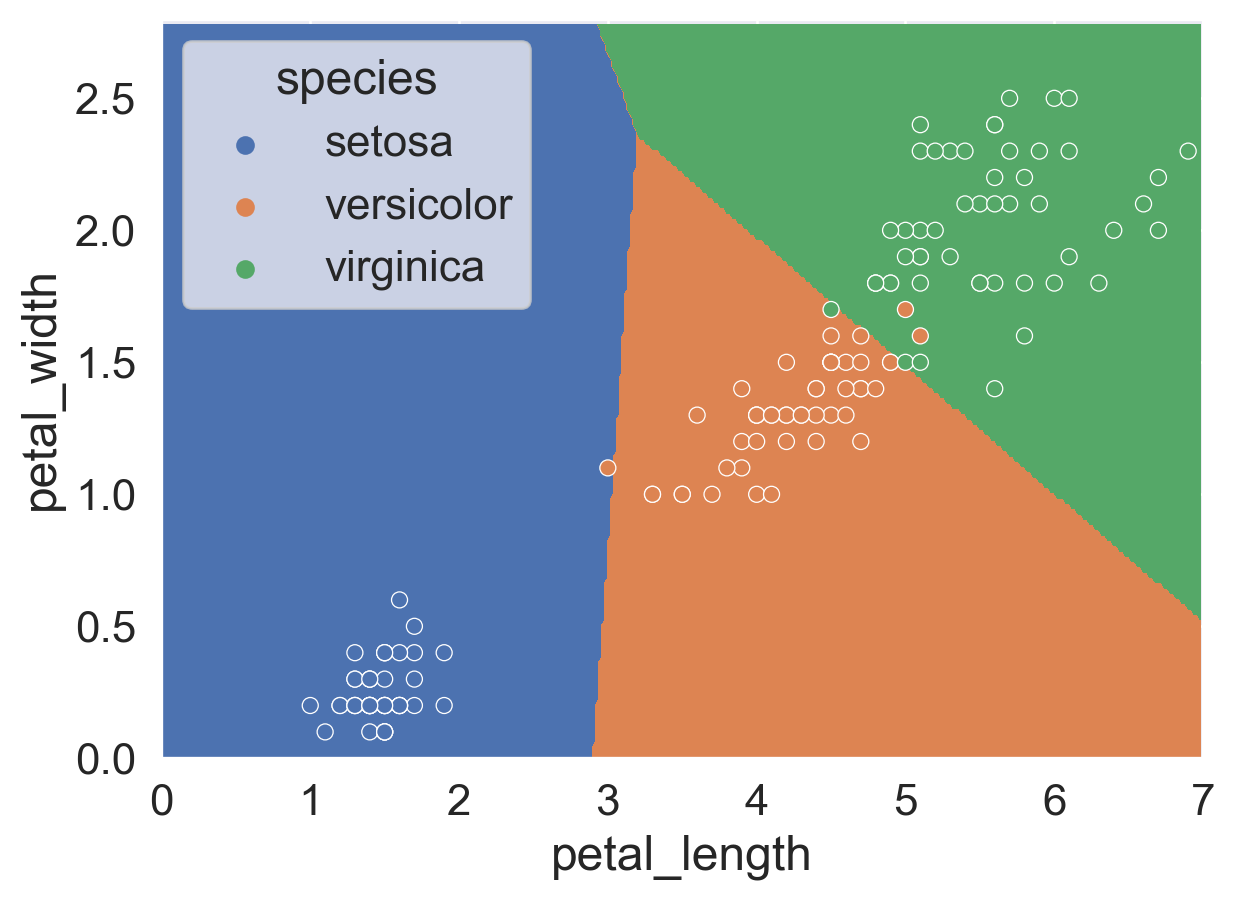 species
setosa
versicolor
virginica
petal_width
2.5
2.0
1.5
1.0
0.5
0.0
0 1 2 3 4 5 6 7
petal_length